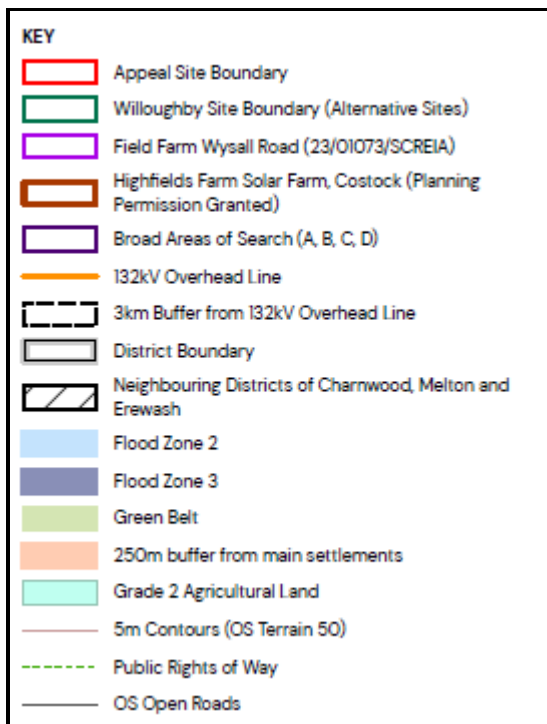 KEY
Appeal Site Boundary
Willoughby Site Boundary (Alternative Sites)
Field Farm Wysall Road (23/01073/SCREIA)
Highfields Farm Solar Farm, Costock (Planning
Permission Granted)
Broad Areas of Search (A, B, C, D)
132kV Overhead Line
3km Buffer from 132kV Overhead Line
District Boundary
Neighbouring Districts of Charnwood, Melton and
Erewash
Flood Zone 2
Flood Zone 3
Green Belt
250m buffer from main settlements
Grade 2 Agricultural Land
5m Contours (OS Terrain 50)
Public Rights of Way
OS Open Roads